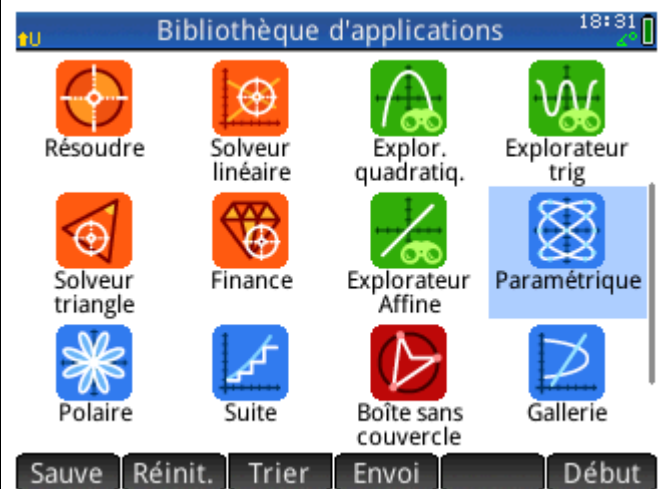 U
Bibliothèque d'applications
18:31
Résoudre
Solveur
linéaire
Explor.
quadratiq.
Explorateur
trig
Solveur
triangle
Finance
Explorateur
Affine
Paramétrique
Polaire
Suite
Boîte sans
couvercle
Gallerie
Sauve Réinit. Trier Envoi Début